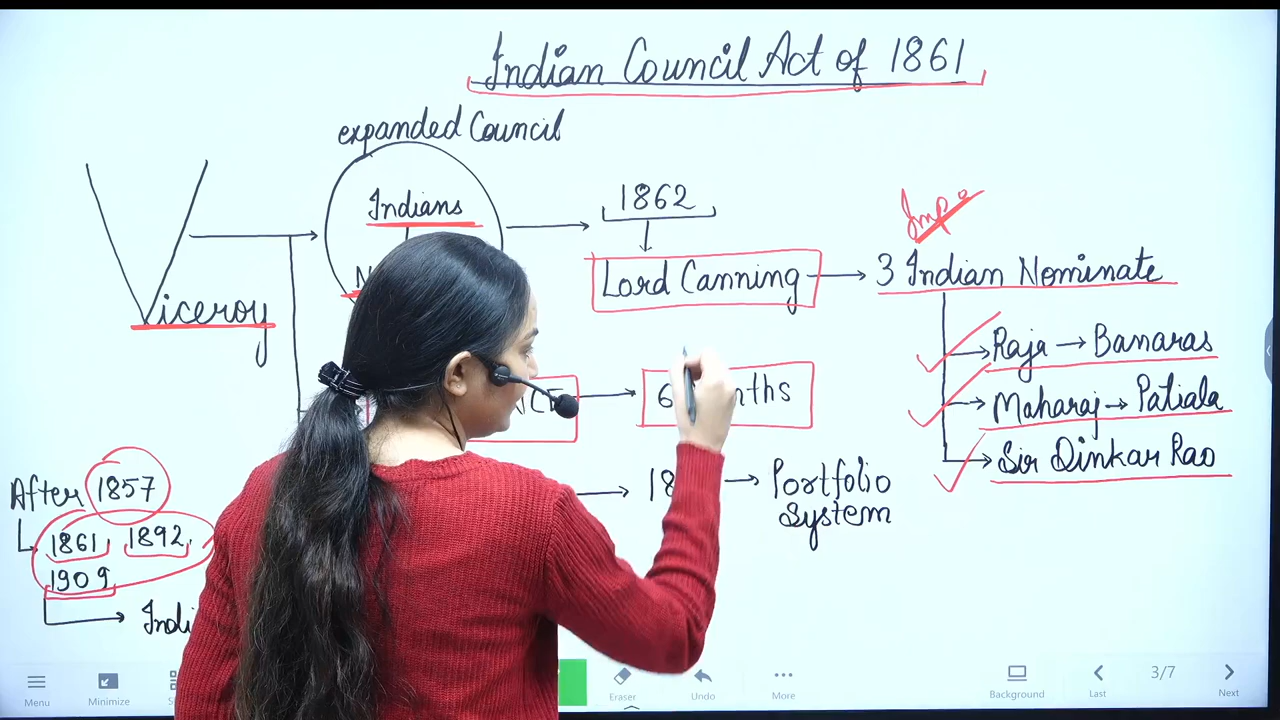 Indian Council Act of 1861
expanded Council
Indians
1862
Imp.
Lord Canning
3 Indian Nominate
Viceroy
Raja → Banaras
6
nths
Maharaj → Patiala
Sir Dinkar Rao
After 1857
18
Portfolio
System
1861, 1892,
1909
Menu
Minimize
Eraser
Undo
More
Background
Last
3/7
Next